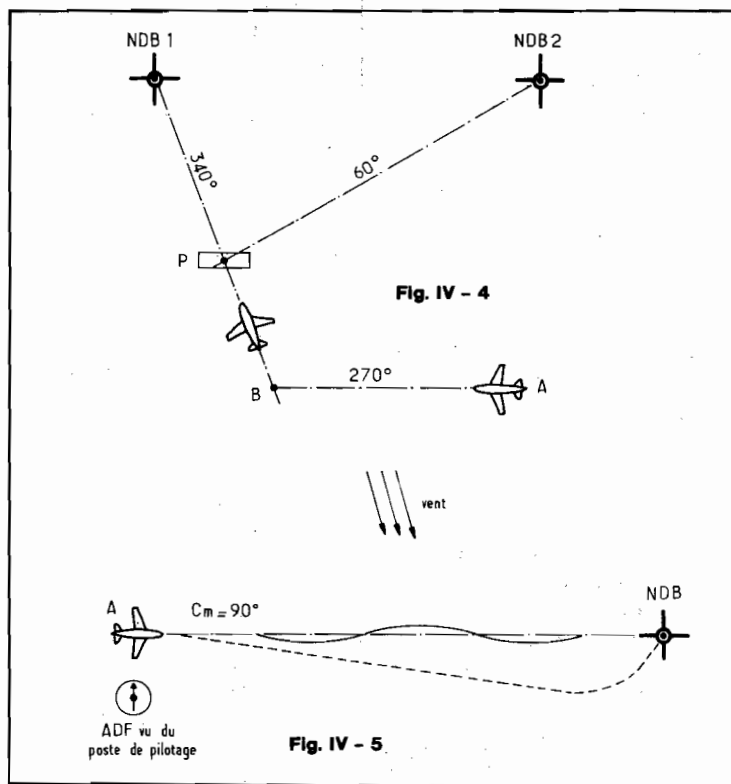 NDB 1
NDB 2
340°
60°
P
Fig. IV - 4
270°
B
A
vent
NDB
A
Cm = 90°
ADF vu du
poste de pilotage
Fig. IV - 5